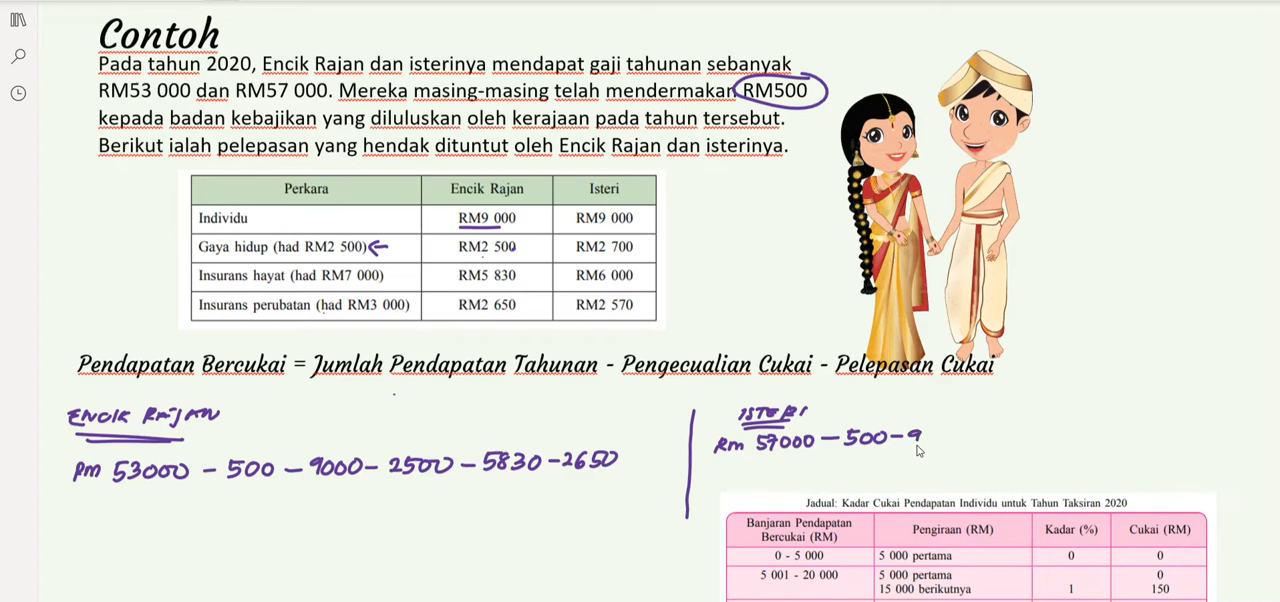 Contoh
Pada tahun 2020, Encik Rajan dan isterinya mendapat gaji tahunan sebanyak
RM53 000 dan RM57 000. Mereka masing-masing telah mendermakan RM500
kepada badan kebajikan yang diluluskan oleh kerajaan pada tahun tersebut.
Berikut ialah pelepasan yang hendak dituntut oleh Encik Rajan dan isterinya.
Perkara Encik Rajan Isteri
Individu RM9 000 RM9 000
Gaya hidup (had RM2 500) RM2 500 RM2 700
Insurans hayat (had RM7 000) RM5 830 RM6 000
Insurans perubatan (had RM3 000) RM2 650 RM2 570
Pendapatan Bercukai = Jumlah Pendapatan Tahunan - Pengecualian Cukai - Pelepasan Cukai
ENCIK RAJAN
RM 53000 - 500 - 9000 - 2500 - 5830 - 2650
ISTERI
RM 57000 - 500 - 9
Jadual: Kadar Cukai Pendapatan Individu untuk Tahun Taksiran 2020
Banjaran Pendapatan Bercukai (RM) Pengiraan (RM) Kadar (%) Cukai (RM)
0 - 5 000 5 000 pertama 0 0
5 001 - 20 000 5 000 pertama 0
15 000 berikutnya 1 150